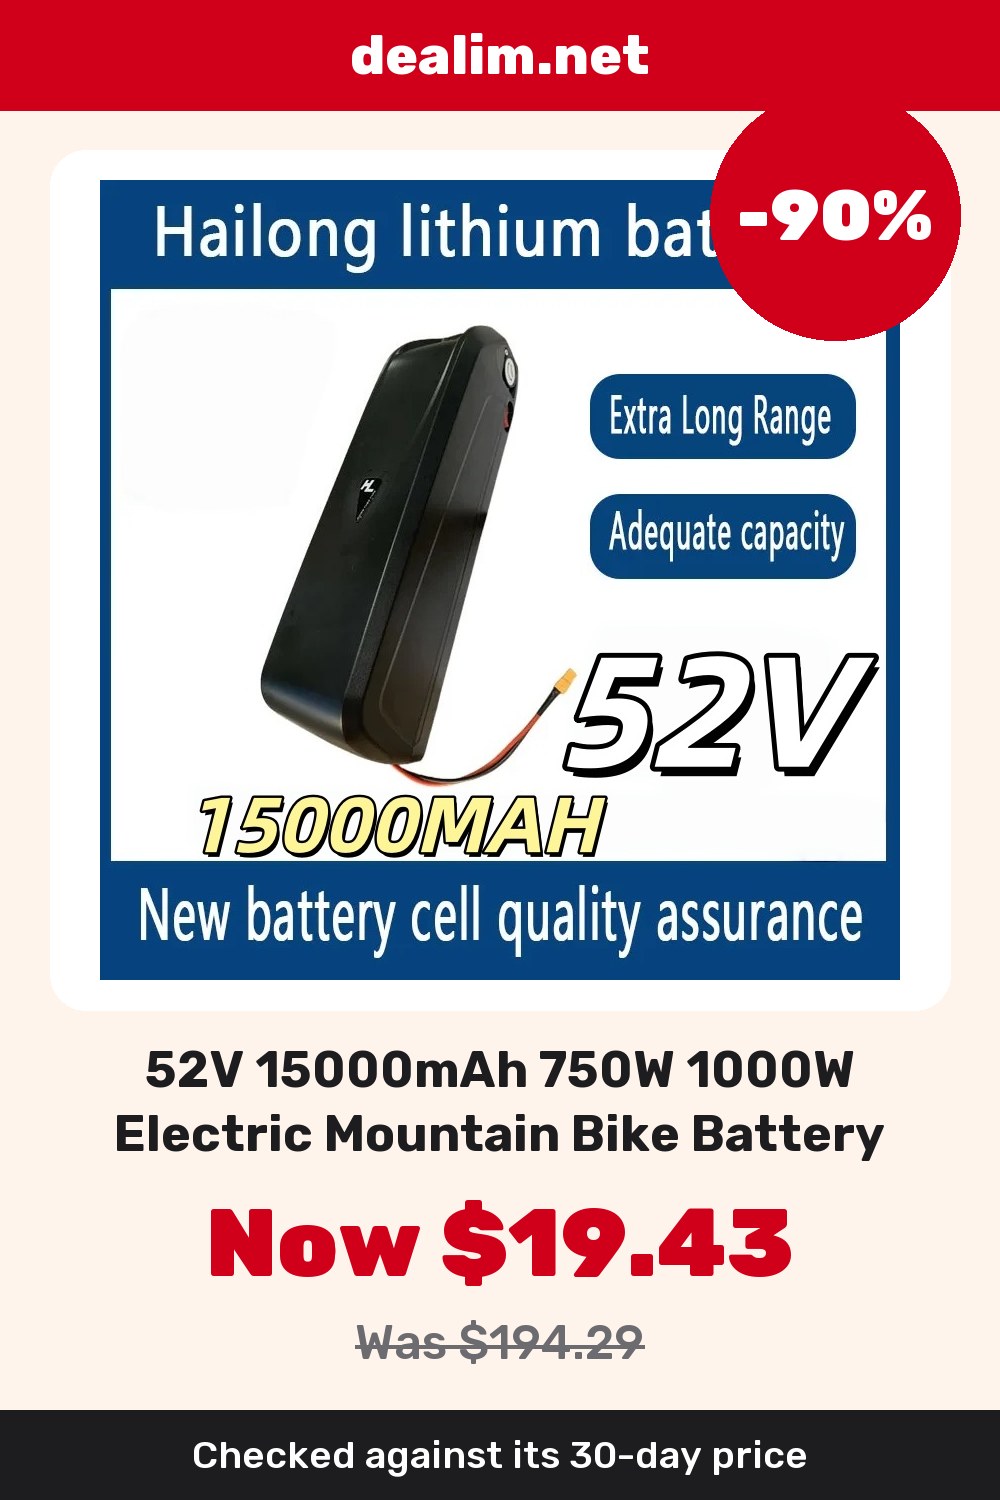 dealim.net
-90%
Hailong lithium bat
Extra Long Range
Adequate capacity
HL
52V
15000MAH
New battery cell quality assurance
52V 15000mAh 750W 1000W
Electric Mountain Bike Battery
Now $19.43
Was $194.29
Checked against its 30-day price